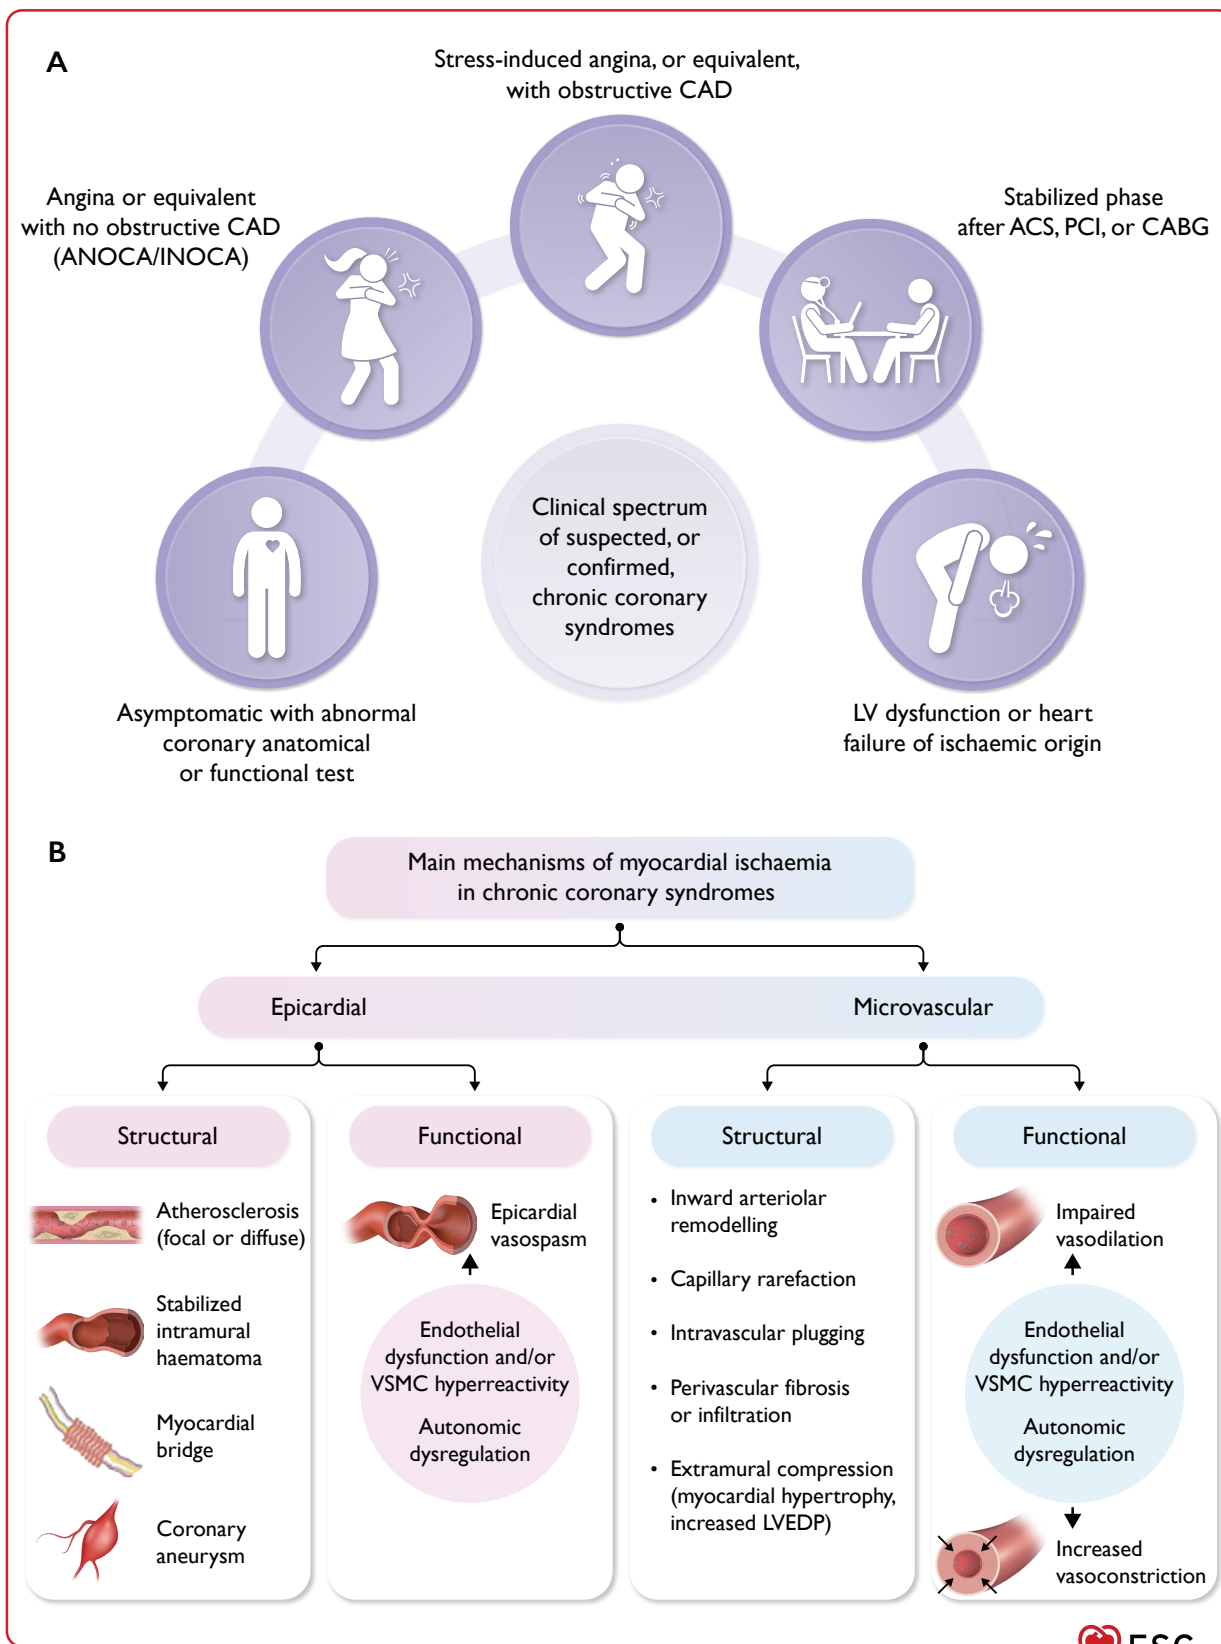 A
Stress-induced angina, or equivalent,
with obstructive CAD
Angina or equivalent
with no obstructive CAD
(ANOCA/INOCA)
Stabilized phase
after ACS, PCI, or CABG
Clinical spectrum
of suspected, or
confirmed,
chronic coronary
syndromes
Asymptomatic with abnormal
coronary anatomical
or functional test
LV dysfunction or heart
failure of ischaemic origin
B
Main mechanisms of myocardial ischaemia
in chronic coronary syndromes
Epicardial
Microvascular
Structural
Atherosclerosis
(focal or diffuse)
Stabilized
intramural
haematoma
Myocardial
bridge
Coronary
aneurysm
Functional
Epicardial
vasospasm
Endothelial
dysfunction and/or
VSMC hyperreactivity
Autonomic
dysregulation
Structural
• Inward arteriolar
remodelling
• Capillary rarefaction
• Intravascular plugging
• Perivascular fibrosis
or infiltration
• Extramural compression
(myocardial hypertrophy,
increased LVEDP)
Functional
Impaired
vasodilation
Endothelial
dysfunction and/or
VSMC hyperreactivity
Autonomic
dysregulation
Increased
vasoconstriction
ESC